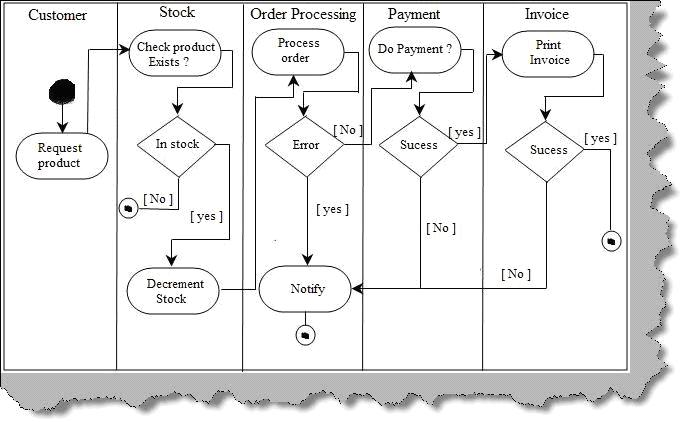 Customer
Stock
Order Processing
Payment
Invoice
Check product
Exists ?
Process
order
Do Payment ?
Print
Invoice
Request
product
In stock
Error
[ No ]
Sucess
[ yes ]
Sucess
[ yes ]
[ No ]
[ yes ]
[ yes ]
[ No ]
[ No ]
Decrement
Stock
Notify